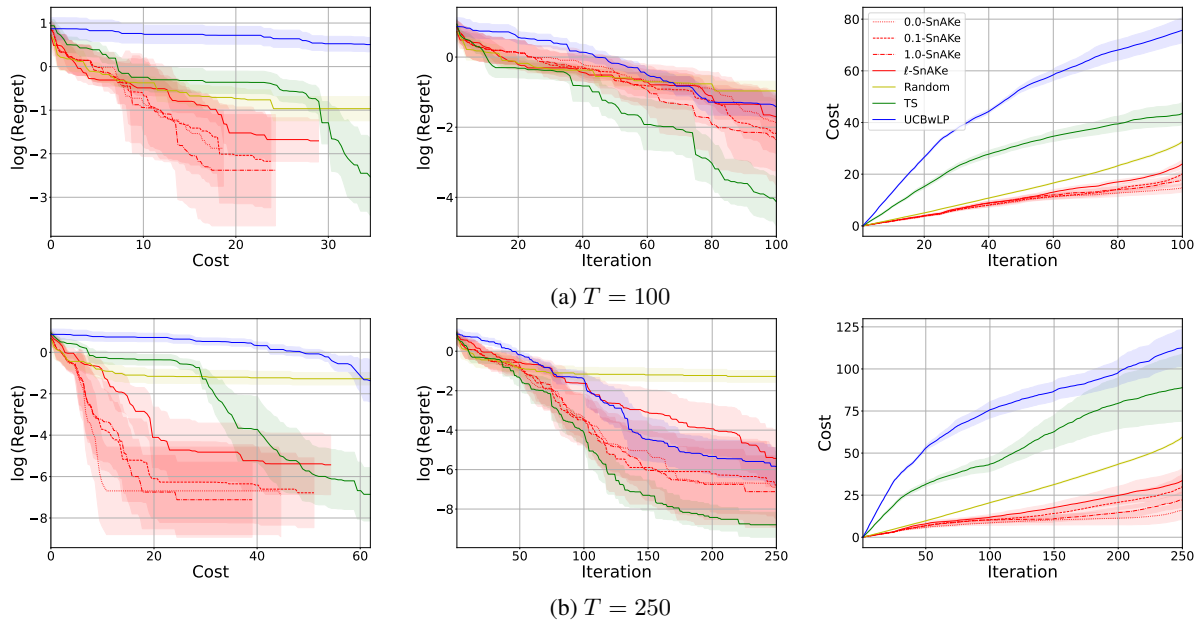 1
0
−1
−2
−3
log (Regret)
0
10
20
30
Cost
0
−2
−4
log (Regret)
20
40
60
80
100
Iteration
80
60
40
20
0
Cost
0.0-SnAKe
0.1-SnAKe
1.0-SnAKe
ℓ-SnAKe
Random
TS
UCBwLP
20
40
60
80
100
Iteration
(a) T = 100
0
−2
−4
−6
−8
log (Regret)
0
20
40
60
Cost
0
−2
−4
−6
−8
log (Regret)
50
100
150
200
250
Iteration
125
100
75
50
25
0
Cost
50
100
150
200
250
Iteration
(b) T = 250